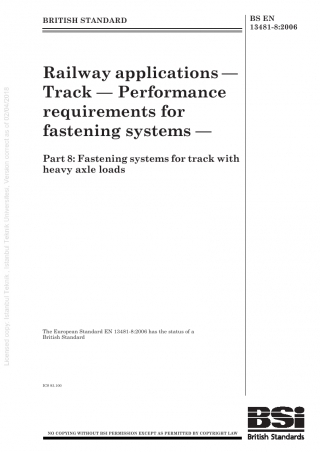 BRITISH STANDARD
BS EN
13481-8:2006
Railway applications —
Track — Performance
requirements for
fastening systems —
Part 8: Fastening systems for track with
heavy axle loads
The European Standard EN 13481-8:2006 has the status of a
British Standard
NO COPYING WITHOUT BSI PERMISSION EXCEPT AS PERMITTED BY COPYRIGHT LAW
BSi
British Standards